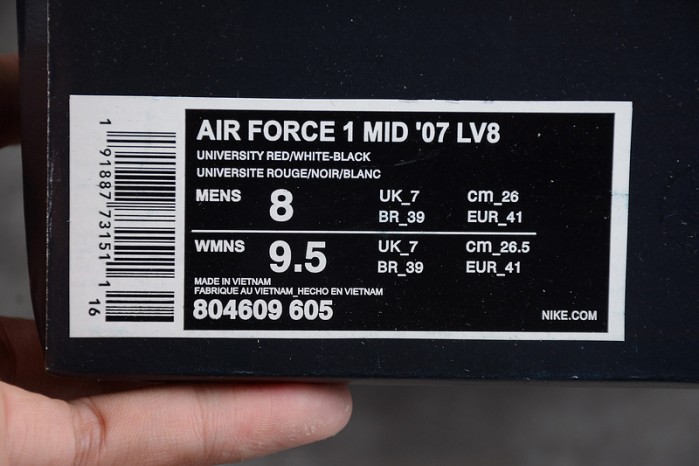 AIR FORCE 1 MID '07 LV8
UNIVERSITY RED/WHITE-BLACK
UNIVERSITE ROUGE/NOIR/BLANC
MENS 8 UK_7 cm_26
BR_39 EUR_41
WMNS 9.5 UK_7 cm_26.5
BR_39 EUR_41
MADE IN VIETNAM
FABRIQUE AU VIETNAM_HECHO EN VIETNAM
804609 605
NIKE.COM
1 91887 73151 1 16